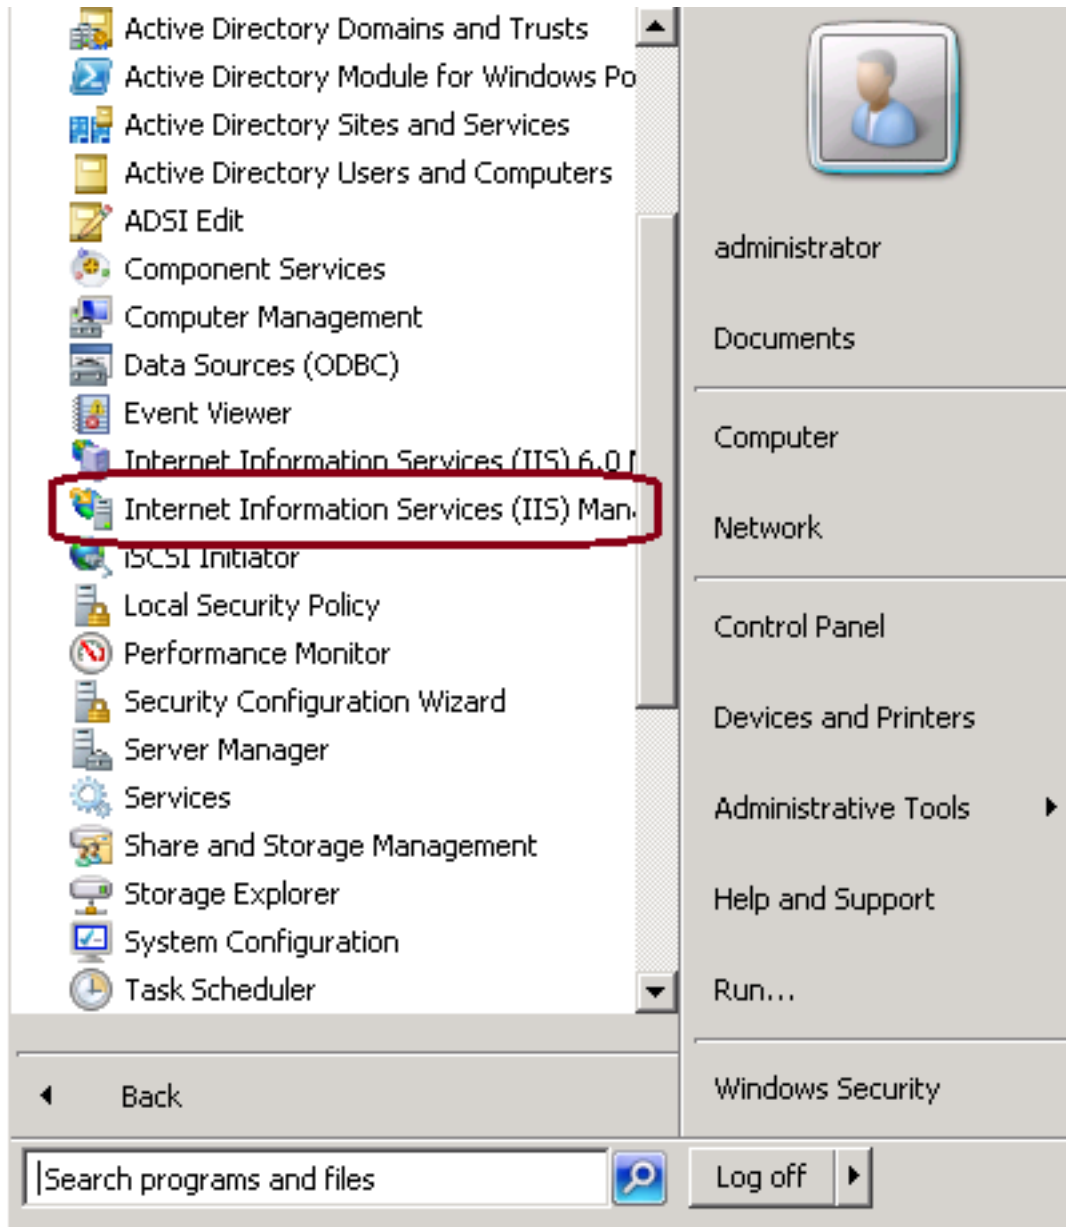 Active Directory Domains and Trusts
Active Directory Module for Windows Po
Active Directory Sites and Services
Active Directory Users and Computers
ADSI Edit
Component Services
Computer Management
Data Sources (ODBC)
Event Viewer
Internet Information Services (IIS) 6.0
Internet Information Services (IIS) Man
iSCSI Initiator
Local Security Policy
Performance Monitor
Security Configuration Wizard
Server Manager
Services
Share and Storage Management
Storage Explorer
System Configuration
Task Scheduler
Back
Search programs and files
administrator
Documents
Computer
Network
Control Panel
Devices and Printers
Administrative Tools
Help and Support
Run...
Windows Security
Log off